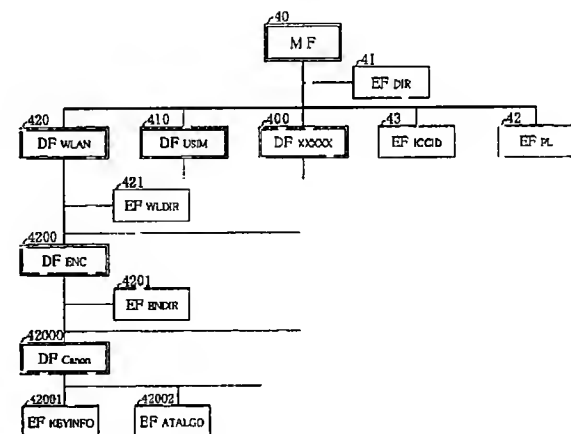 40
MF
41
EF DIR
420
DF WLAN
410
DF USIM
400
DF XXXXX
43
EF ICCID
42
EF PL
421
EF WLDIR
4200
DF ENC
4201
EF ENDIR
42000
DF Canon
42001
EF KEYINFO
42002
EF ATALGO